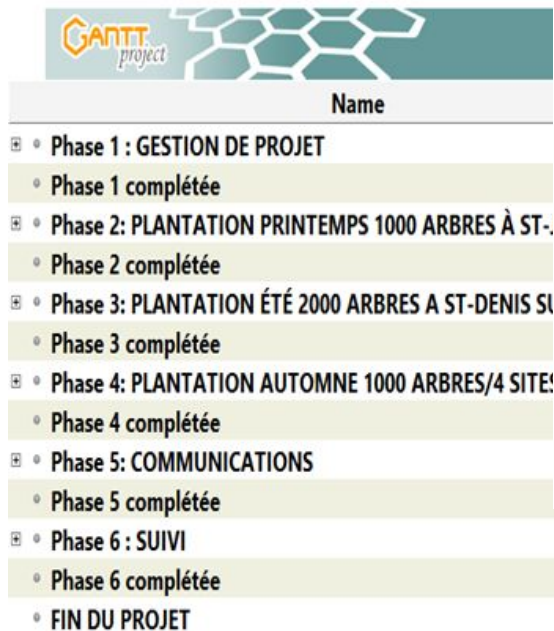 GANTT
project
Name
Phase 1 : GESTION DE PROJET
Phase 1 complétée
Phase 2: PLANTATION PRINTEMPS 1000 ARBRES À ST-
Phase 2 complétée
Phase 3: PLANTATION ÉTÉ 2000 ARBRES A ST-DENIS
Phase 3 complétée
Phase 4: PLANTATION AUTOMNE 1000 ARBRES/4 SITES
Phase 4 complétée
Phase 5: COMMUNICATIONS
Phase 5 complétée
Phase 6 : SUIVI
Phase 6 complétée
FIN DU PROJET